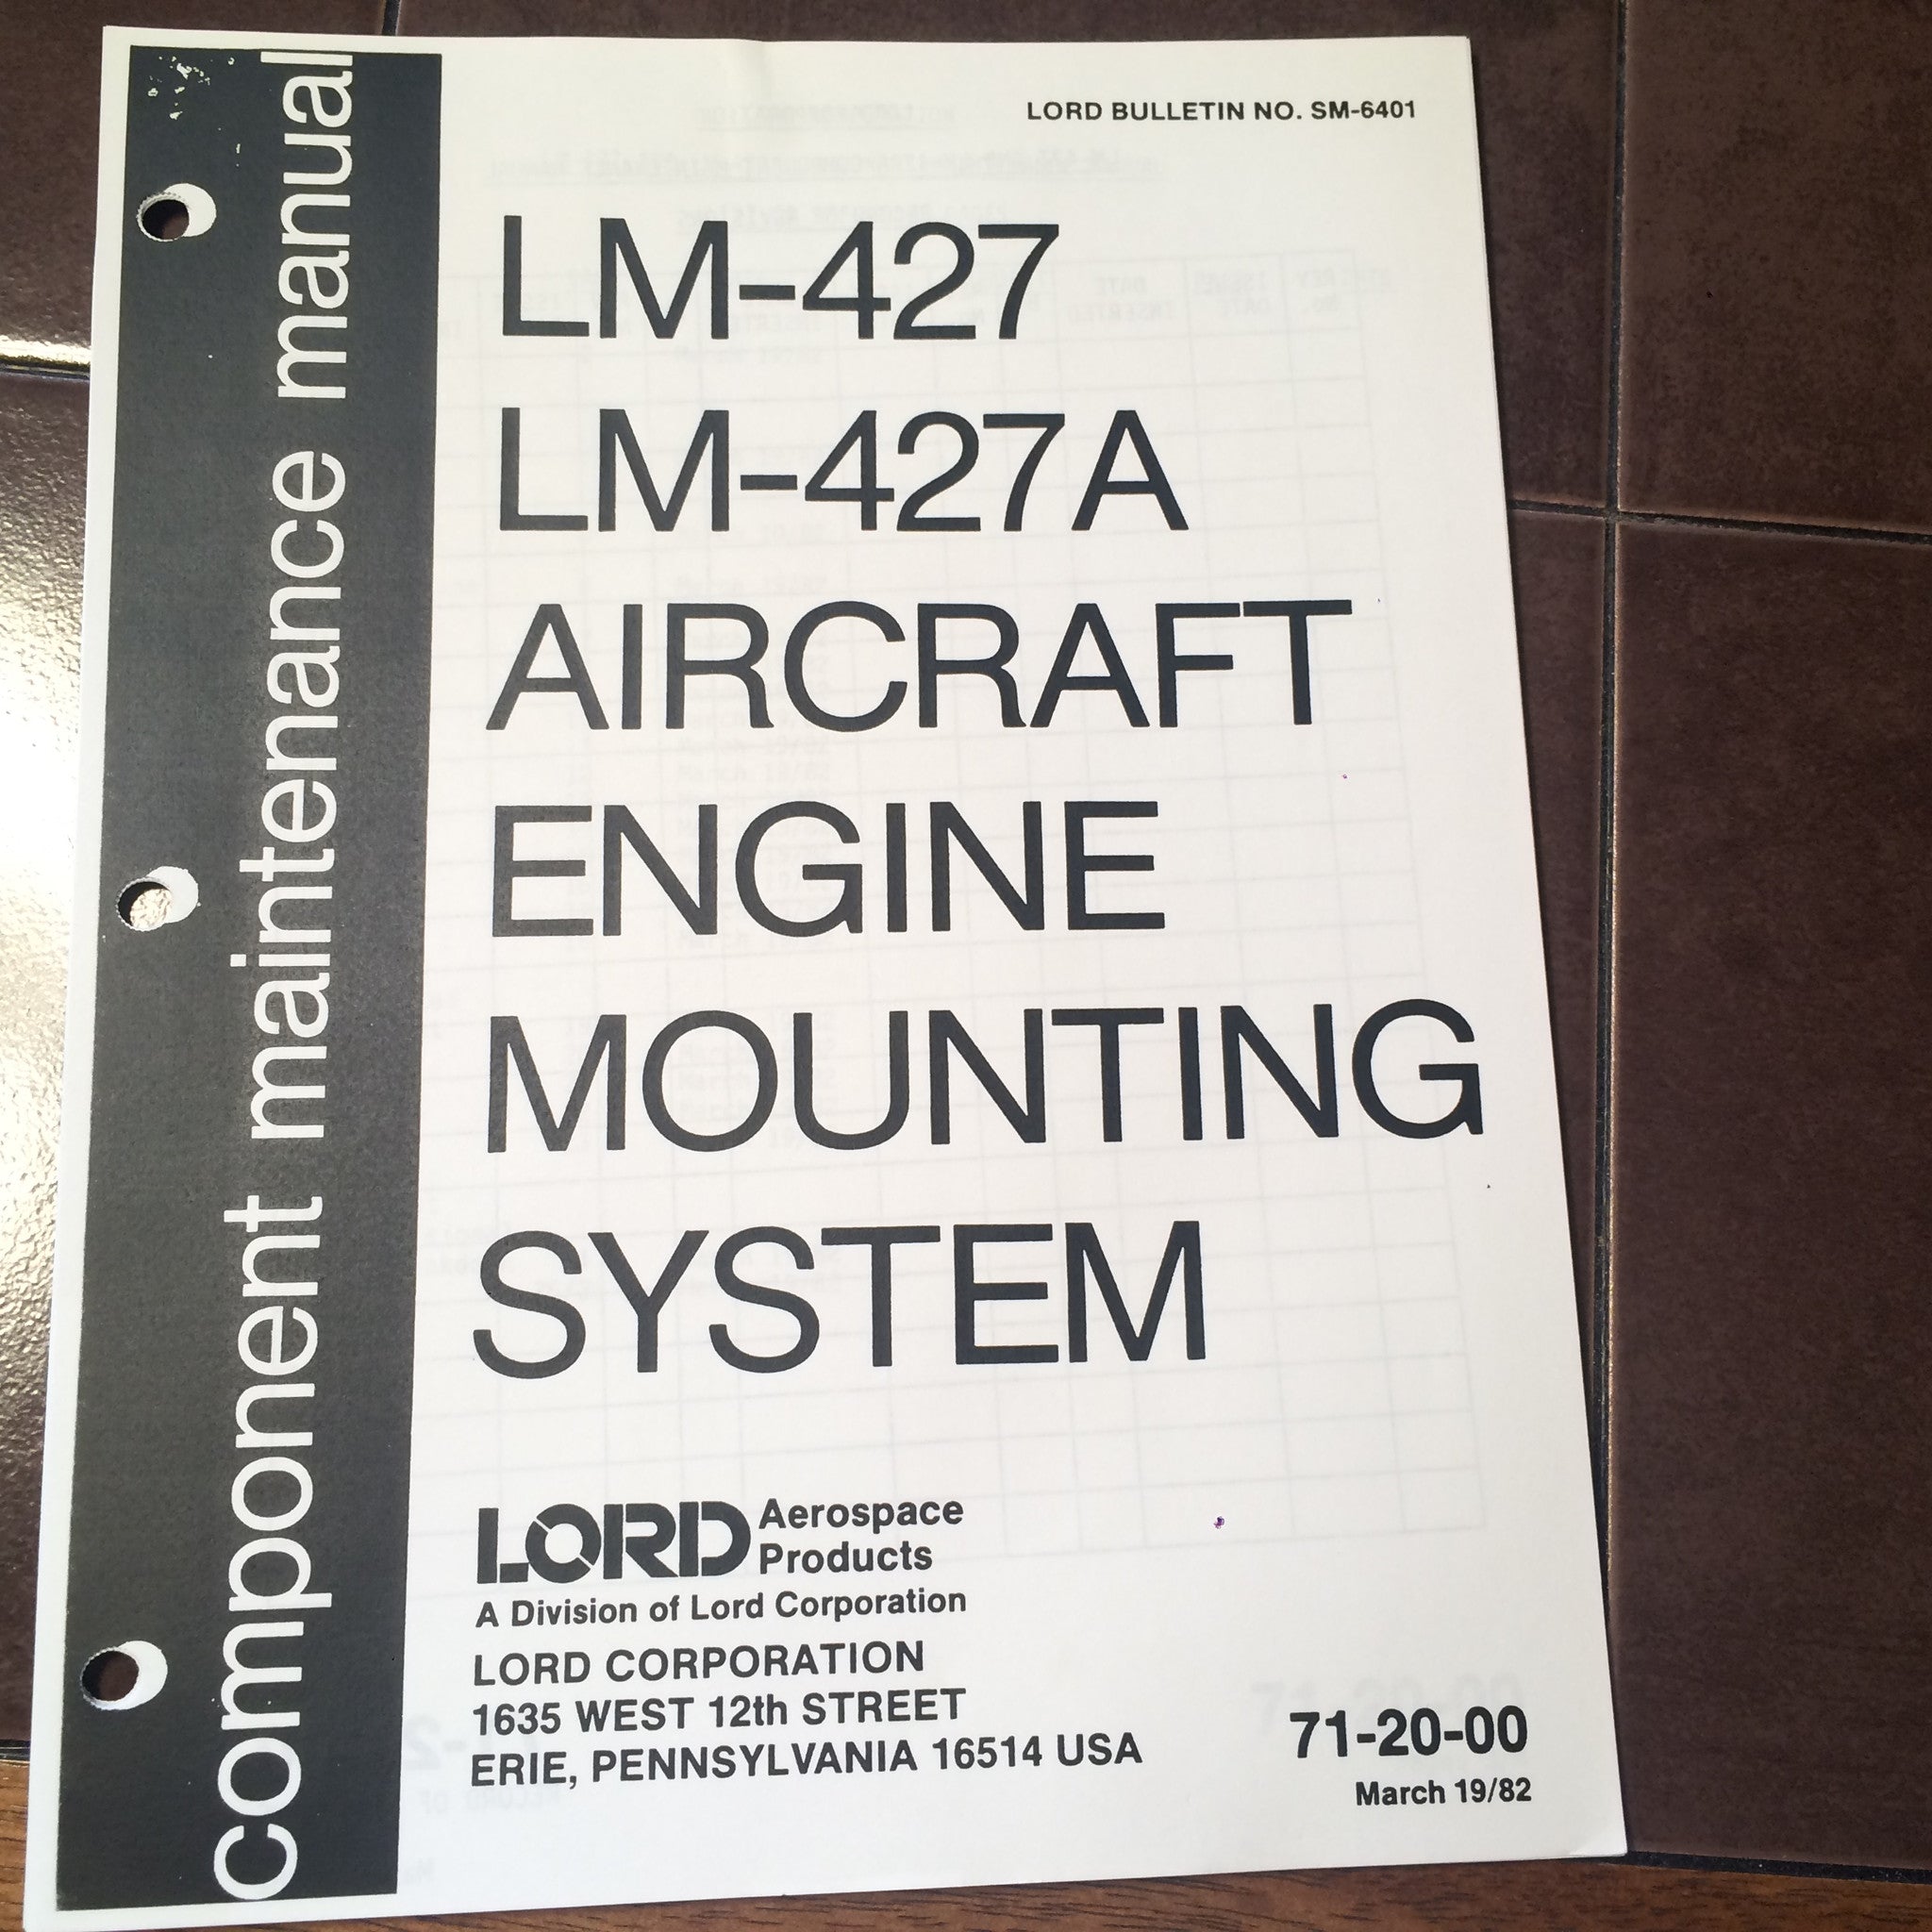 component maintenance manual
LORD BULLETIN NO. SM-6401
LM-427
LM-427A
AIRCRAFT
ENGINE
MOUNTING
SYSTEM
LORD Aerospace
Products
A Division of Lord Corporation
LORD CORPORATION
1635 WEST 12th STREET
ERIE, PENNSYLVANIA 16514 USA
71-20-00
March 19/82